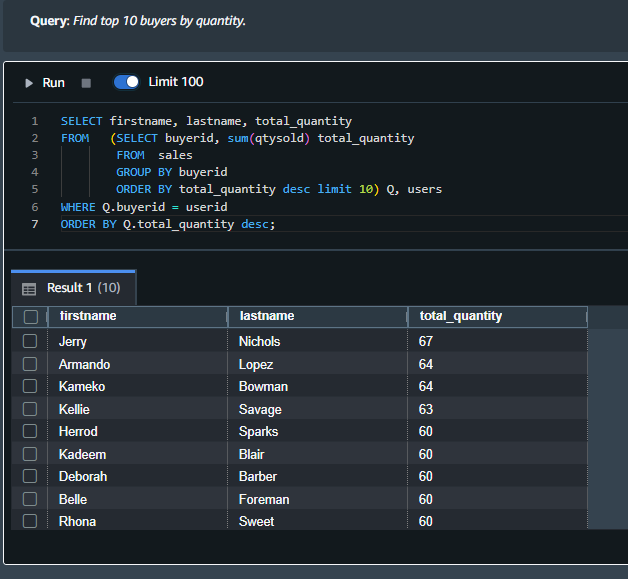 Query: Find top 10 buyers by quantity.
Run Limit 100
1 SELECT firstname, lastname, total_quantity
2 FROM (SELECT buyerid, sum(qtysold) total_quantity
3 FROM sales
4 GROUP BY buyerid
5 ORDER BY total_quantity desc limit 10) Q, users
6 WHERE Q.buyerid = userid
7 ORDER BY Q.total_quantity desc;
Result 1 (10)
firstname lastname total_quantity
Jerry Nichols 67
Armando Lopez 64
Kameko Bowman 64
Kellie Savage 63
Herrod Sparks 60
Kadeem Blair 60
Deborah Barber 60
Belle Foreman 60
Rhona Sweet 60